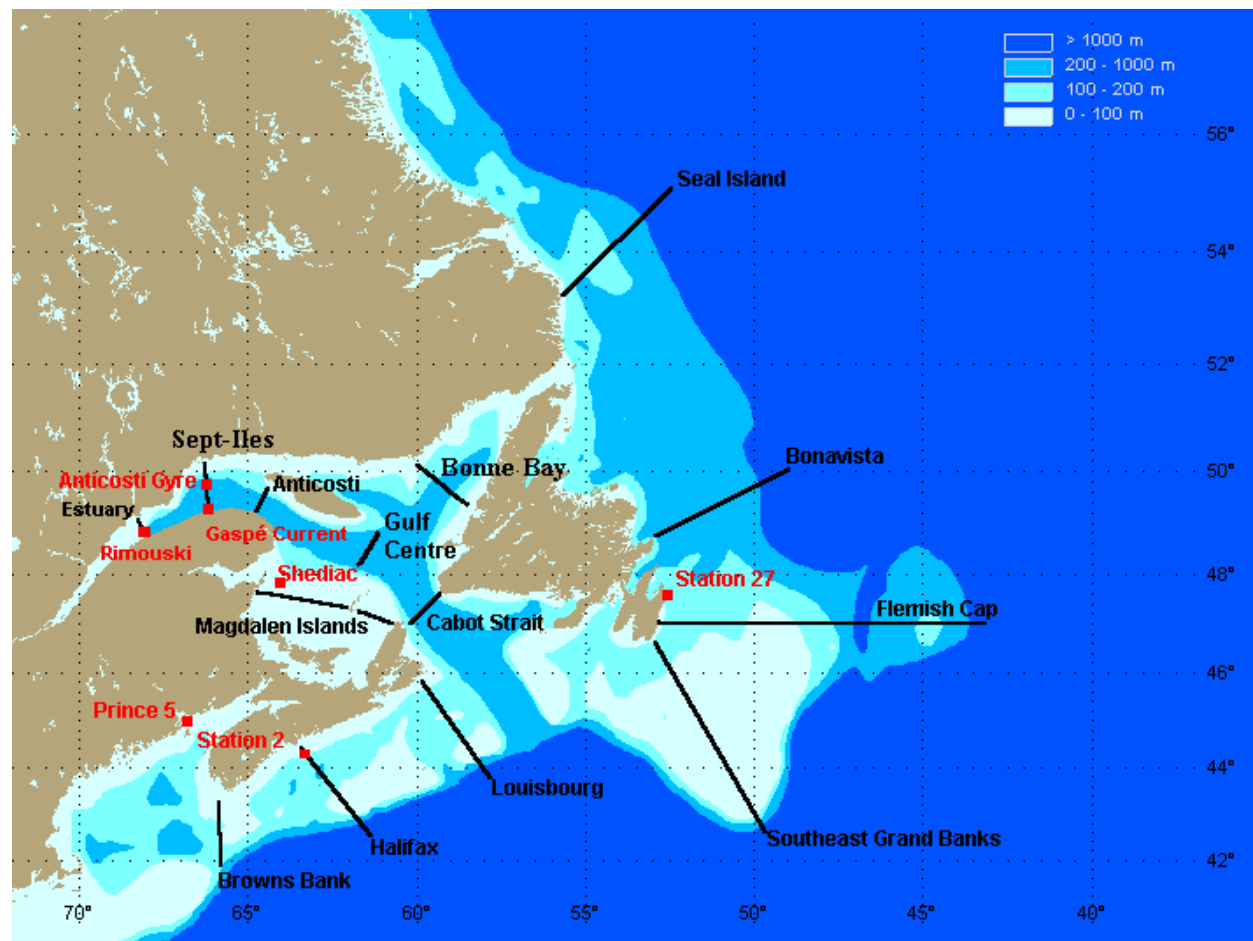 > 1000 m
200 - 1000 m
100 - 200 m
0 - 100 m
56°
Seal Island
54°
52°
Sept-Iles
50°
Bonavista
Bonne Bay
Anticosti Gyre
Anticosti
Estuary
Gulf
Centre
Gaspé Current
Rimouski
Shediac
Station 27
48°
Flemish Cap
Magdalen Islands
Cabot Strait
46°
Prince 5
Station 2
44°
Louisbourg
Southeast Grand Banks
Halifax
42°
Browns Bank
70°
65°
60°
55°
50°
45°
40°